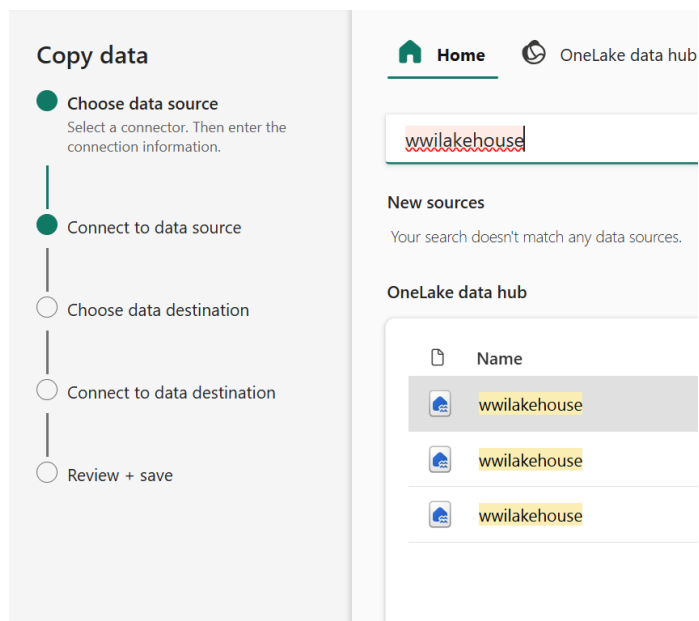 Copy data
Choose data source
Select a connector. Then enter the
connection information.
Connect to data source
Choose data destination
Connect to data destination
Review + save
Home
OneLake data hub
wwilakehouse
New sources
Your search doesn't match any data sources.
OneLake data hub
Name
wwilakehouse
wwilakehouse
wwilakehouse